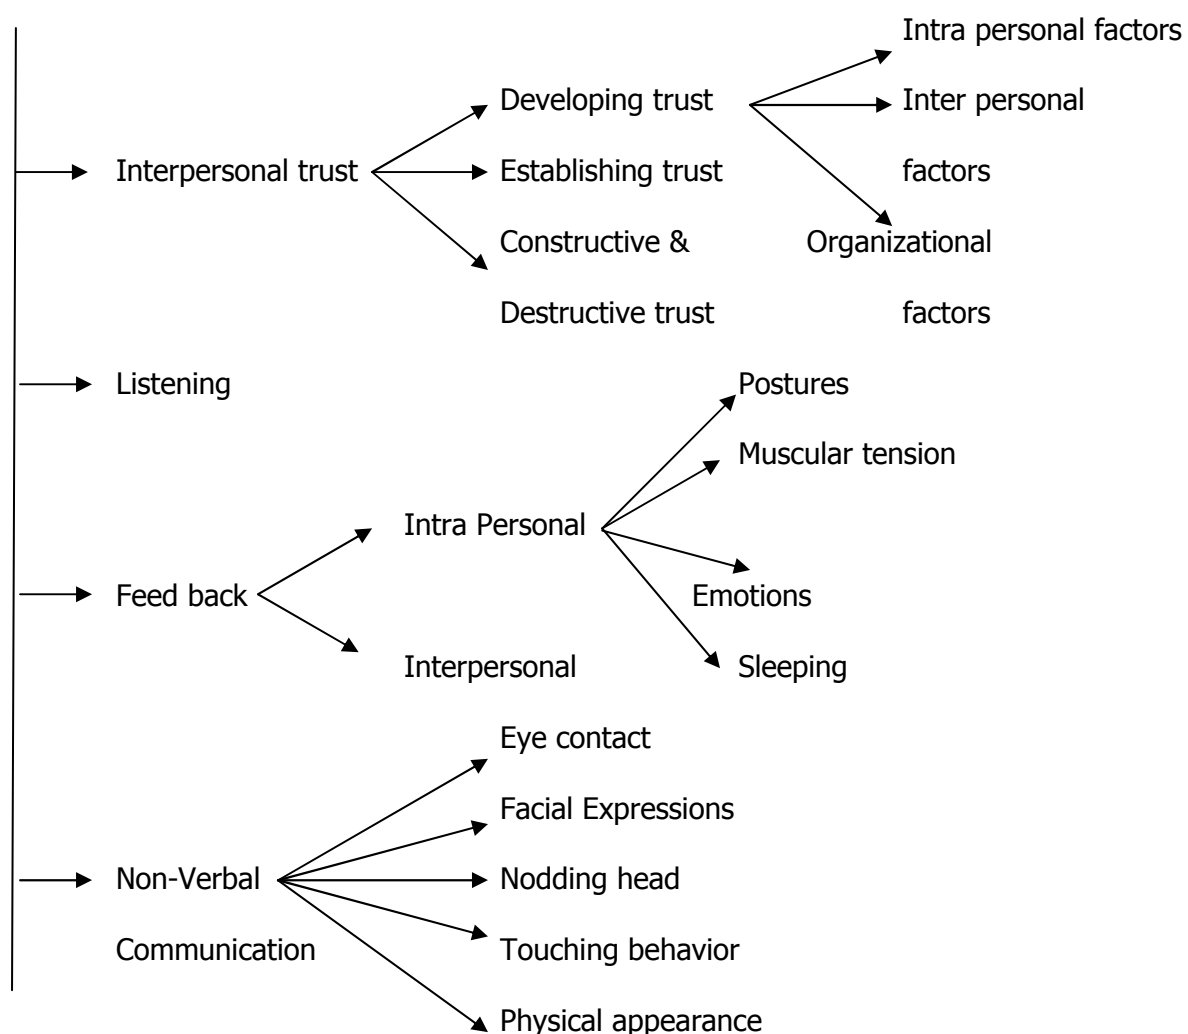 Intra personal factors
Developing trust Inter personal
Interpersonal trust Establishing trust factors
Constructive & Organizational
Destructive trust factors
Listening Postures
Muscular tension
Intra Personal
Feed back Emotions
Interpersonal Sleeping
Eye contact
Facial Expressions
Non-Verbal Nodding head
Communication Touching behavior
Physical appearance